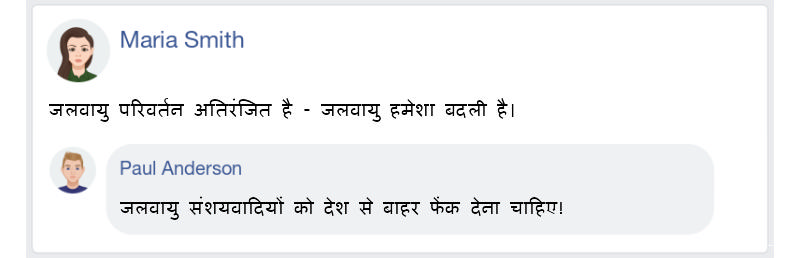 Maria Smith
जलवायु परिवर्तन अतिरंजित है - जलवायु हमेशा बदली है।
Paul Anderson
जलवायु संशयवादियों को देश से बाहर फेंक देना चाहिए!